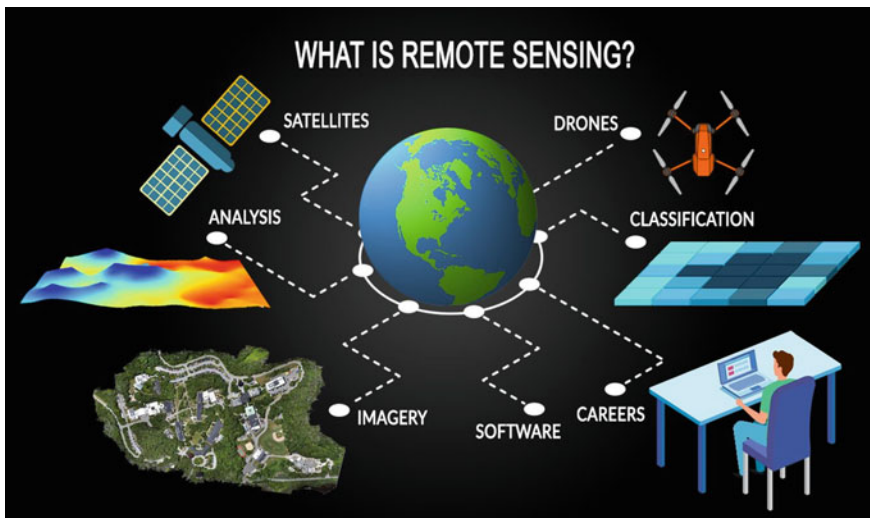 WHAT IS REMOTE SENSING?
SATELLITES
DRONES
ANALYSIS
CLASSIFICATION
IMAGERY
SOFTWARE
CAREERS